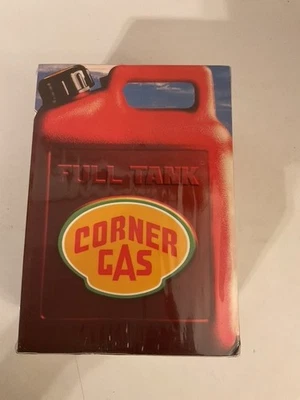 FULL TANK
CORNER
GAS